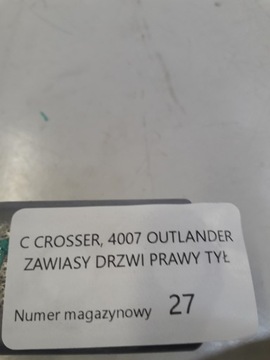 C CROSSER, 4007 OUTLANDER
ZAWIASY DRZWI PRAWY TYŁ
Numer magazynowy 27